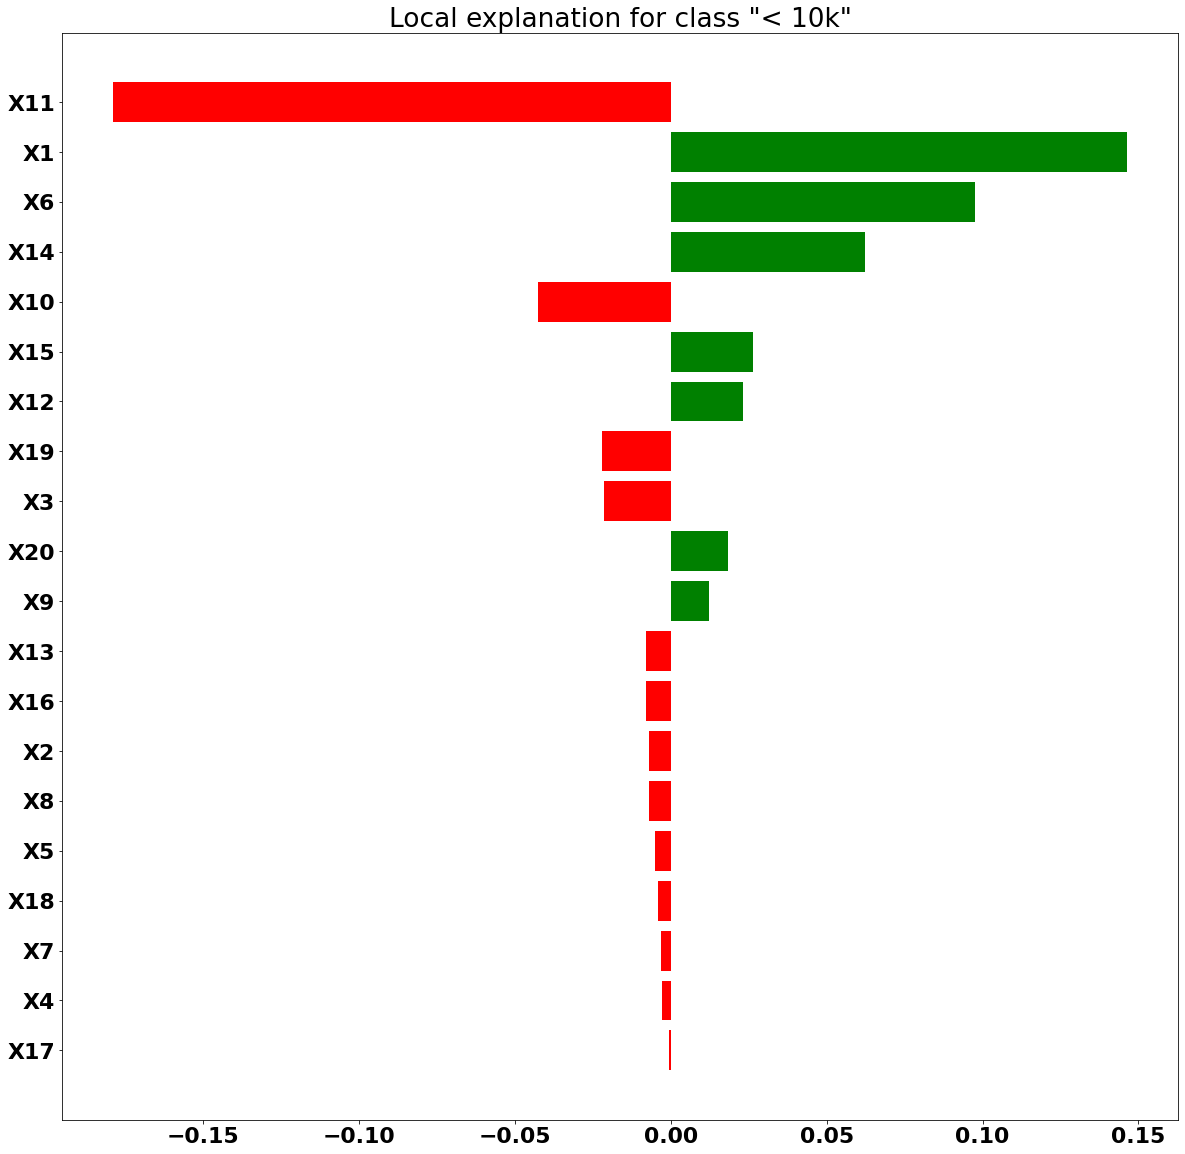 Local explanation for class "< 10k"
X11
X1
X6
X14
X10
X15
X12
X19
X3
X20
X9
X13
X16
X2
X8
X5
X18
X7
X4
X17
−0.15 −0.10 −0.05 0.00 0.05 0.10 0.15